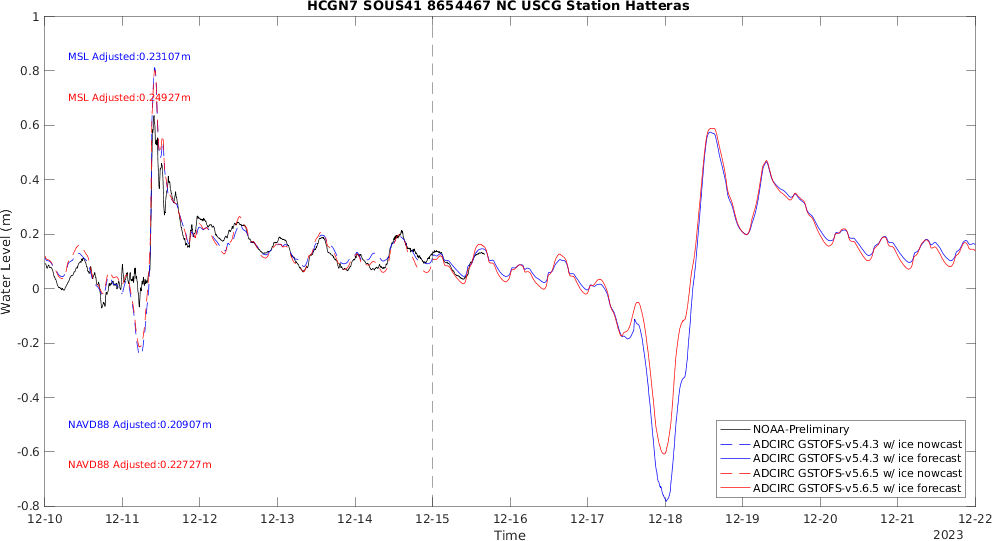 HCGN7 SOUS41 8654467 NC USCG Station Hatteras
1
0.8
0.6
0.4
0.2
0
-0.2
-0.4
-0.6
-0.8
Water Level (m)
MSL Adjusted:0.23107m
MSL Adjusted:0.24927m
NAVD88 Adjusted:0.20907m
NAVD88 Adjusted:0.22727m
NOAA-Preliminary
ADCIRC GSTOFS-v5.4.3 w/ ice nowcast
ADCIRC GSTOFS-v5.4.3 w/ ice forecast
ADCIRC GSTOFS-v5.6.5 w/ ice nowcast
ADCIRC GSTOFS-v5.6.5 w/ ice forecast
12-10 12-11 12-12 12-13 12-14 12-15 12-16 12-17 12-18 12-19 12-20 12-21 12-22
Time
2023